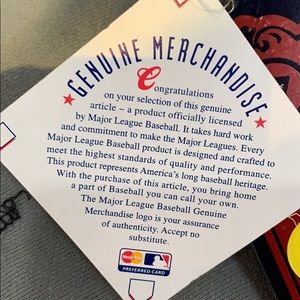 GENUINE MERCHANDISE
Congratulations
on your selection of this genuine
article – a product officially licensed
by Major League Baseball. It takes hard work
and commitment to make the Majors. Every
Major League Baseball product is designed and crafted to
meet the highest standards of quality and performance.
This product represents America's long baseball heritage.
With the purchase of this article, you bring home
a part of Baseball you can call your own.
The Major League Baseball Genuine
Merchandise logo is your assurance
of authenticity. Accept no
substitute.
MasterCard
PREFERRED CARD